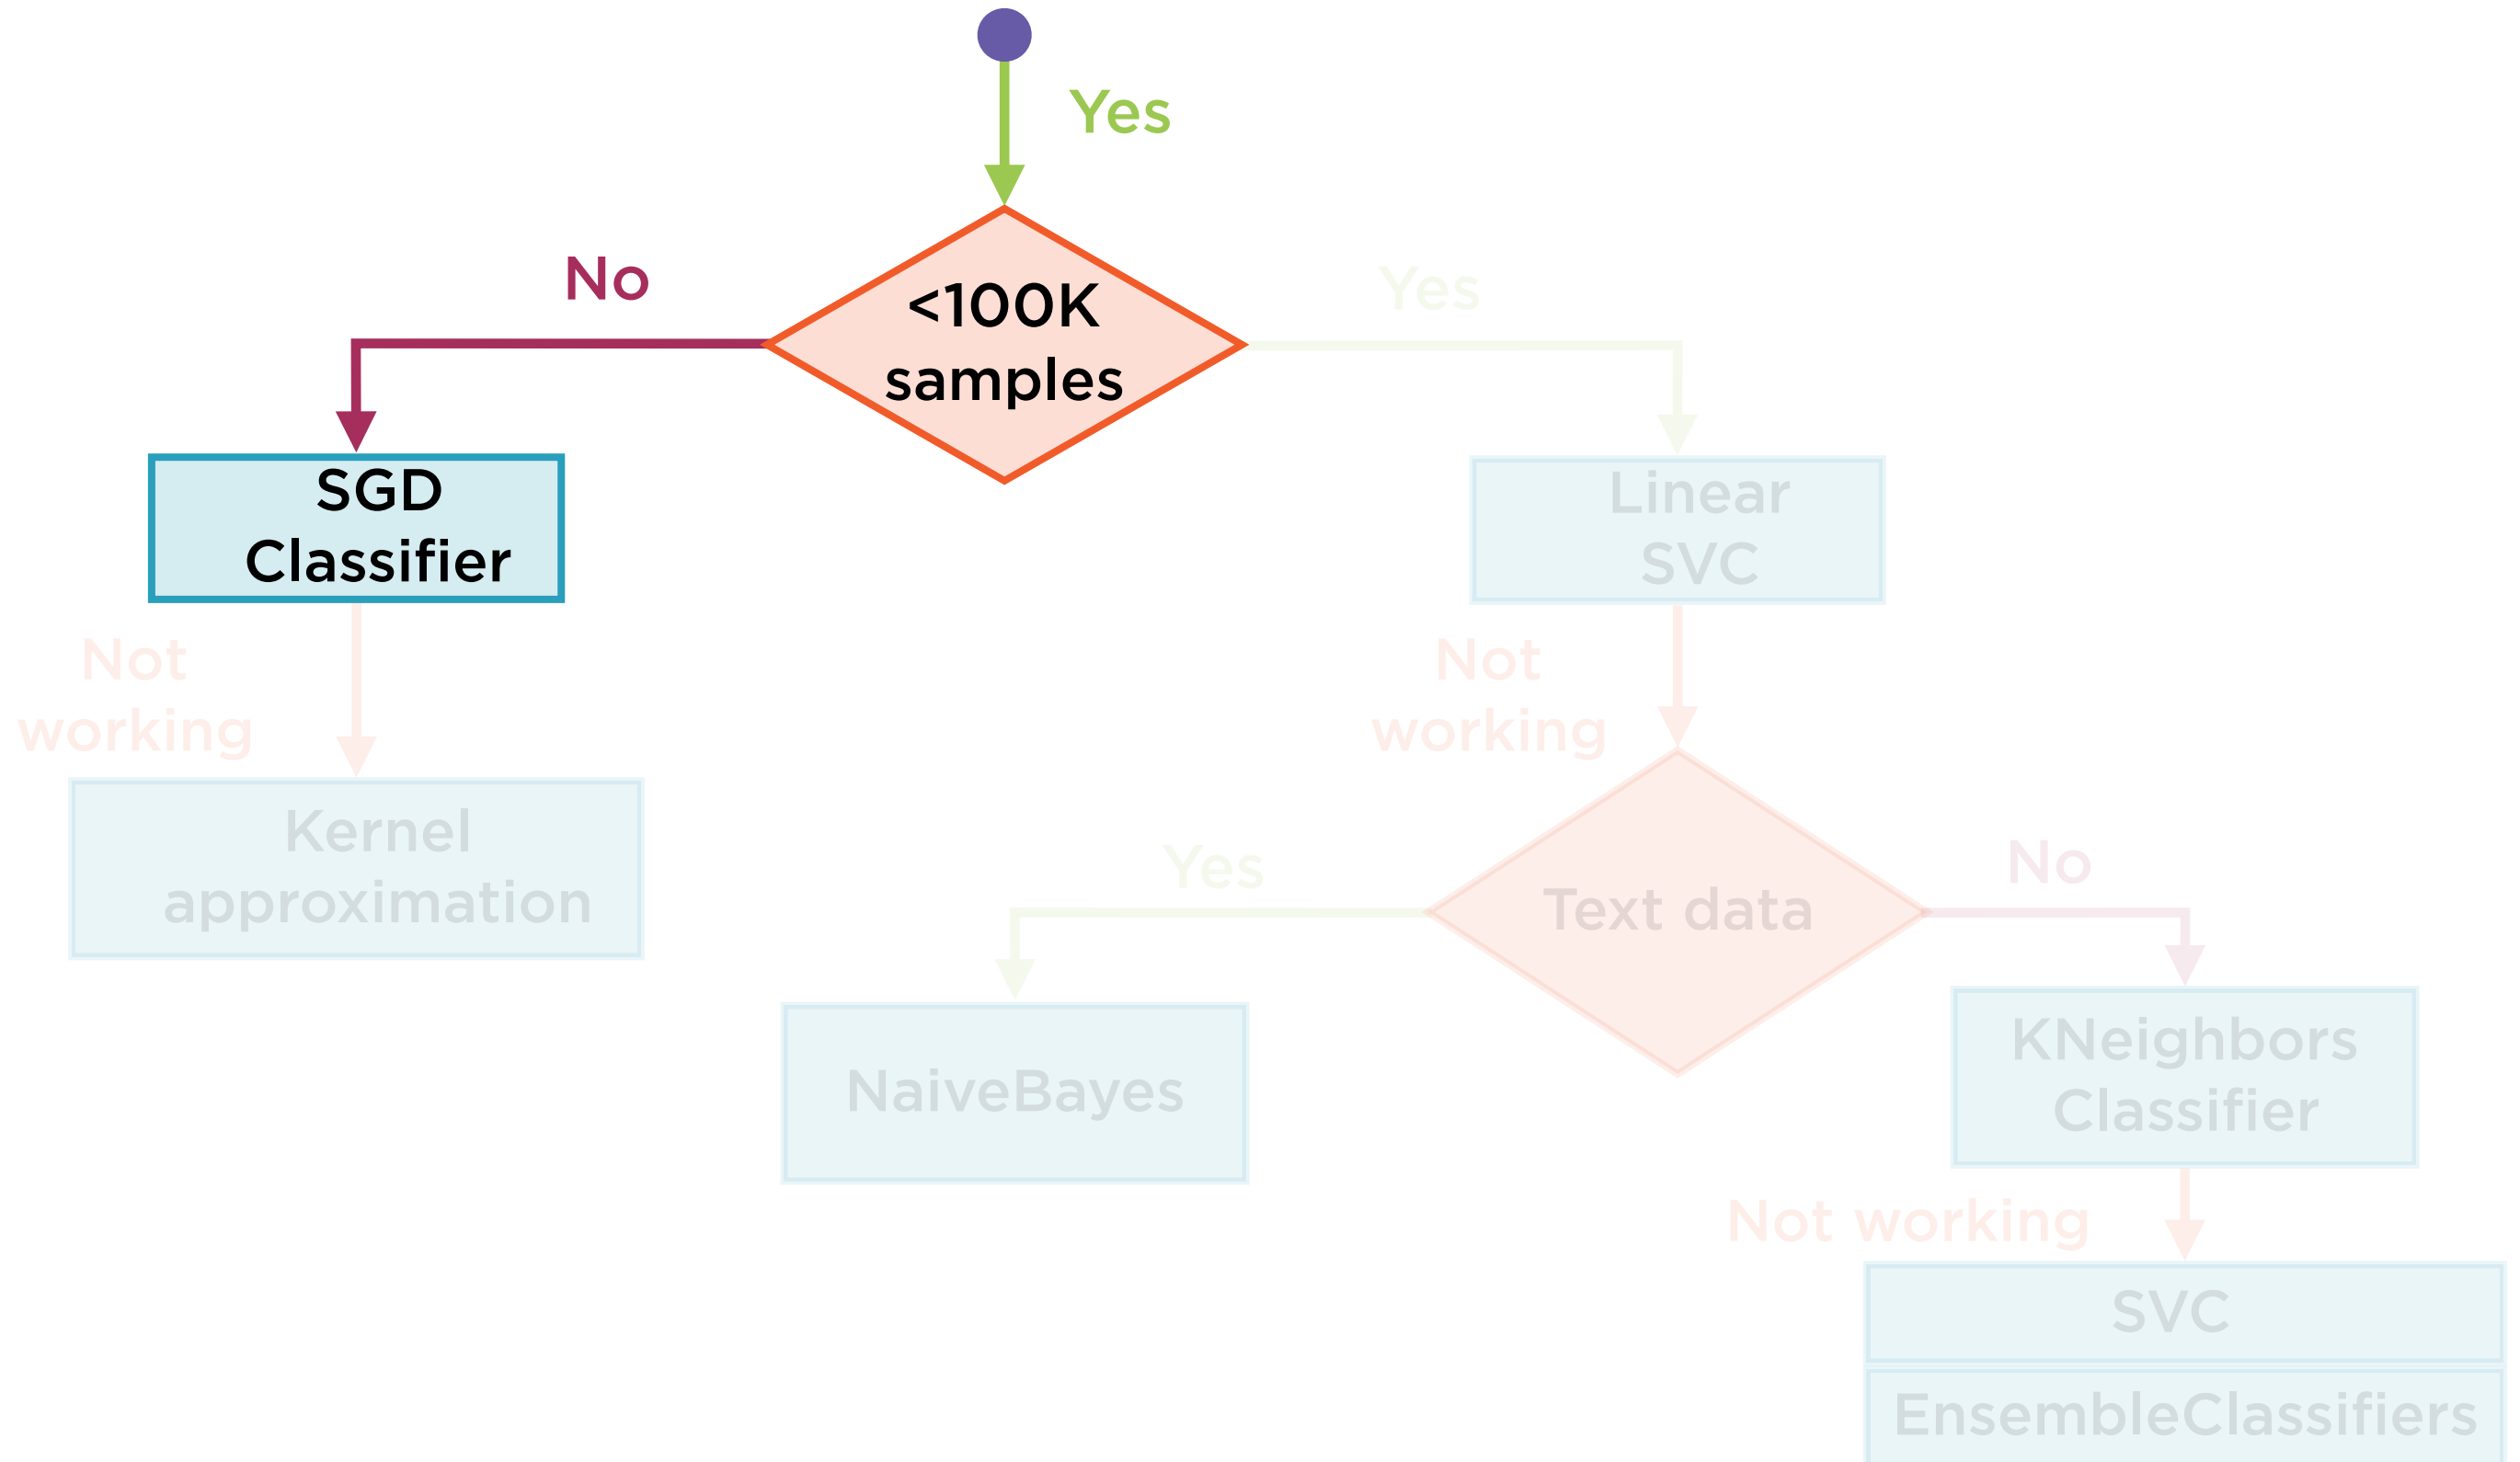 Yes
No
<100K
samples
Yes
SGD
Classifier
Linear
SVC
Not
working
Not
working
Kernel
approximation
Yes
Text data
No
NaiveBayes
KNeighbors
Classifier
Not working
SVC
EnsembleClassifiers